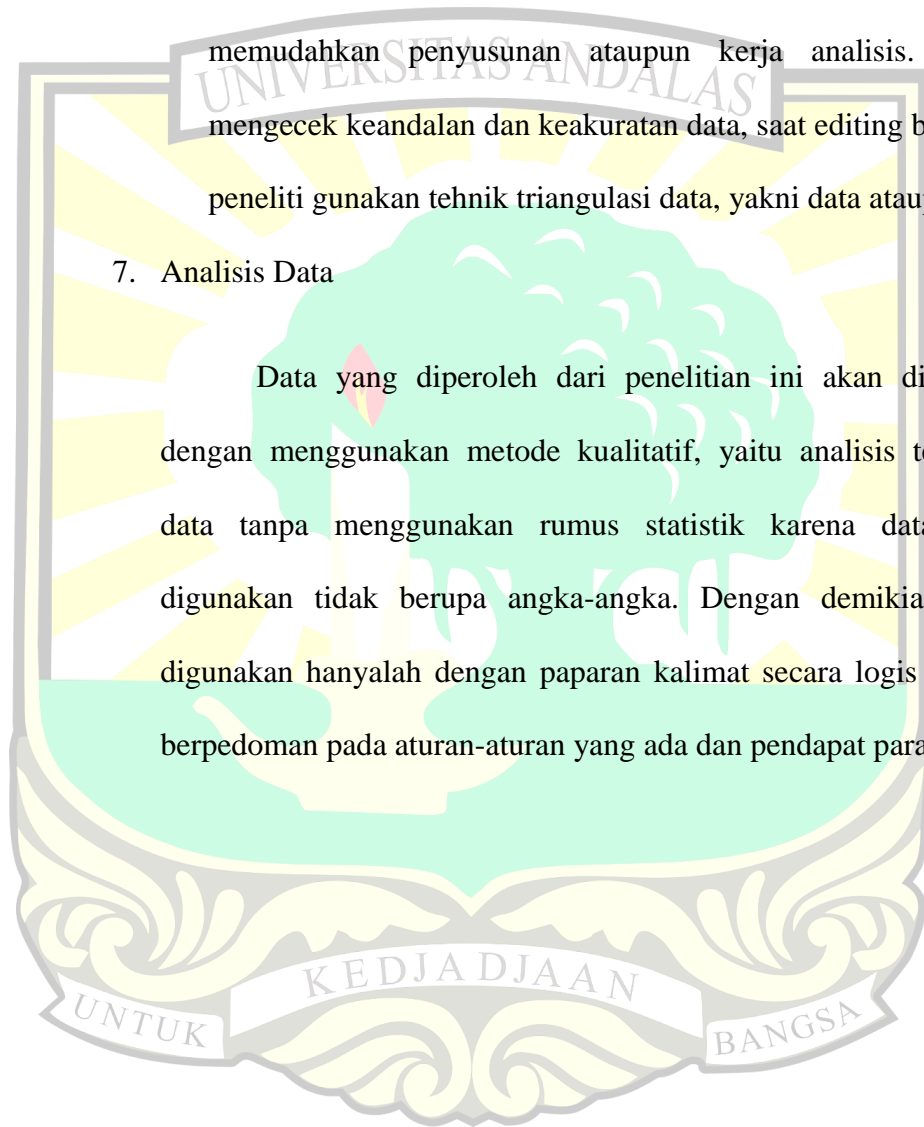 memudahkan penyusunan ataupun kerja analisis.
UNIVERSITAS ANDALAS
mengecek keandalan dan keakuratan data, saat editing b
peneliti gunakan tehnik triangulasi data, yakni data atau
7. Analisis Data
Data yang diperoleh dari penelitian ini akan di
dengan menggunakan metode kualitatif, yaitu analisis te
data tanpa menggunakan rumus statistik karena data
digunakan tidak berupa angka-angka. Dengan demikia
digunakan hanyalah dengan paparan kalimat secara logis
berpedoman pada aturan-aturan yang ada dan pendapat para
UNTUK KEDJADJAAN BANGSA